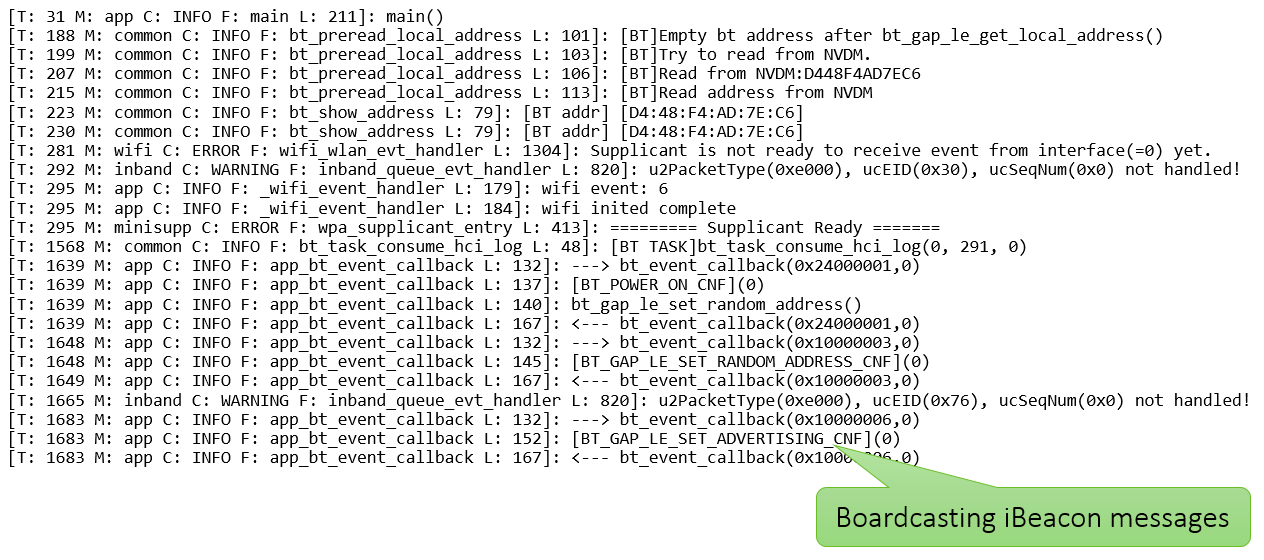 [T: 31 M: app C: INFO F: main L: 211]: main()
[T: 188 M: common C: INFO F: bt_preread_local_address L: 101]: [BT]Empty bt address after bt_gap_le_get_local_address()
[T: 199 M: common C: INFO F: bt_preread_local_address L: 103]: [BT]Try to read from NVDM.
[T: 207 M: common C: INFO F: bt_preread_local_address L: 106]: [BT]Read from NVDM:D448F4AD7EC6
[T: 215 M: common C: INFO F: bt_preread_local_address L: 113]: [BT]Read address from NVDM
[T: 223 M: common C: INFO F: bt_show_address L: 79]: [BT addr] [D4:48:F4:AD:7E:C6]
[T: 230 M: common C: INFO F: bt_show_address L: 79]: [BT addr] [D4:48:F4:AD:7E:C6]
[T: 281 M: wifi C: ERROR F: wifi_wlan_evt_handler L: 1304]: Supplicant is not ready to receive event from interface(=0) yet.
[T: 292 M: inband C: WARNING F: inband_queue_evt_handler L: 820]: u2PacketType(0xe000), ucEID(0x30), ucSeqNum(0x0) not handled!
[T: 295 M: app C: INFO F: _wifi_event_handler L: 179]: wifi event: 6
[T: 295 M: app C: INFO F: _wifi_event_handler L: 184]: wifi inited complete
[T: 295 M: minisupp C: ERROR F: wpa_supplicant_entry L: 413]: ========= Supplicant Ready =======
[T: 1568 M: common C: INFO F: bt_task_consume_hci_log L: 48]: [BT TASK]bt_task_consume_hci_log(0, 291, 0)
[T: 1639 M: app C: INFO F: app_bt_event_callback L: 132]: ---> bt_event_callback(0x24000001,0)
[T: 1639 M: app C: INFO F: app_bt_event_callback L: 137]: [BT_POWER_ON_CNF](0)
[T: 1639 M: app C: INFO F: app_bt_event_callback L: 140]: bt_gap_le_set_random_address()
[T: 1639 M: app C: INFO F: app_bt_event_callback L: 167]: <--- bt_event_callback(0x24000001,0)
[T: 1648 M: app C: INFO F: app_bt_event_callback L: 132]: ---> bt_event_callback(0x10000003,0)
[T: 1648 M: app C: INFO F: app_bt_event_callback L: 145]: [BT_GAP_LE_SET_RANDOM_ADDRESS_CNF](0)
[T: 1649 M: app C: INFO F: app_bt_event_callback L: 167]: <--- bt_event_callback(0x10000003,0)
[T: 1665 M: inband C: WARNING F: inband_queue_evt_handler L: 820]: u2PacketType(0xe000), ucEID(0x76), ucSeqNum(0x0) not handled!
[T: 1683 M: app C: INFO F: app_bt_event_callback L: 132]: ---> bt_event_callback(0x10000006,0)
[T: 1683 M: app C: INFO F: app_bt_event_callback L: 152]: [BT_GAP_LE_SET_ADVERTISING_CNF](0)
[T: 1683 M: app C: INFO F: app_bt_event_callback L: 167]: <--- bt_event_callback(0x10000006,0)
Boardcasting iBeacon messages